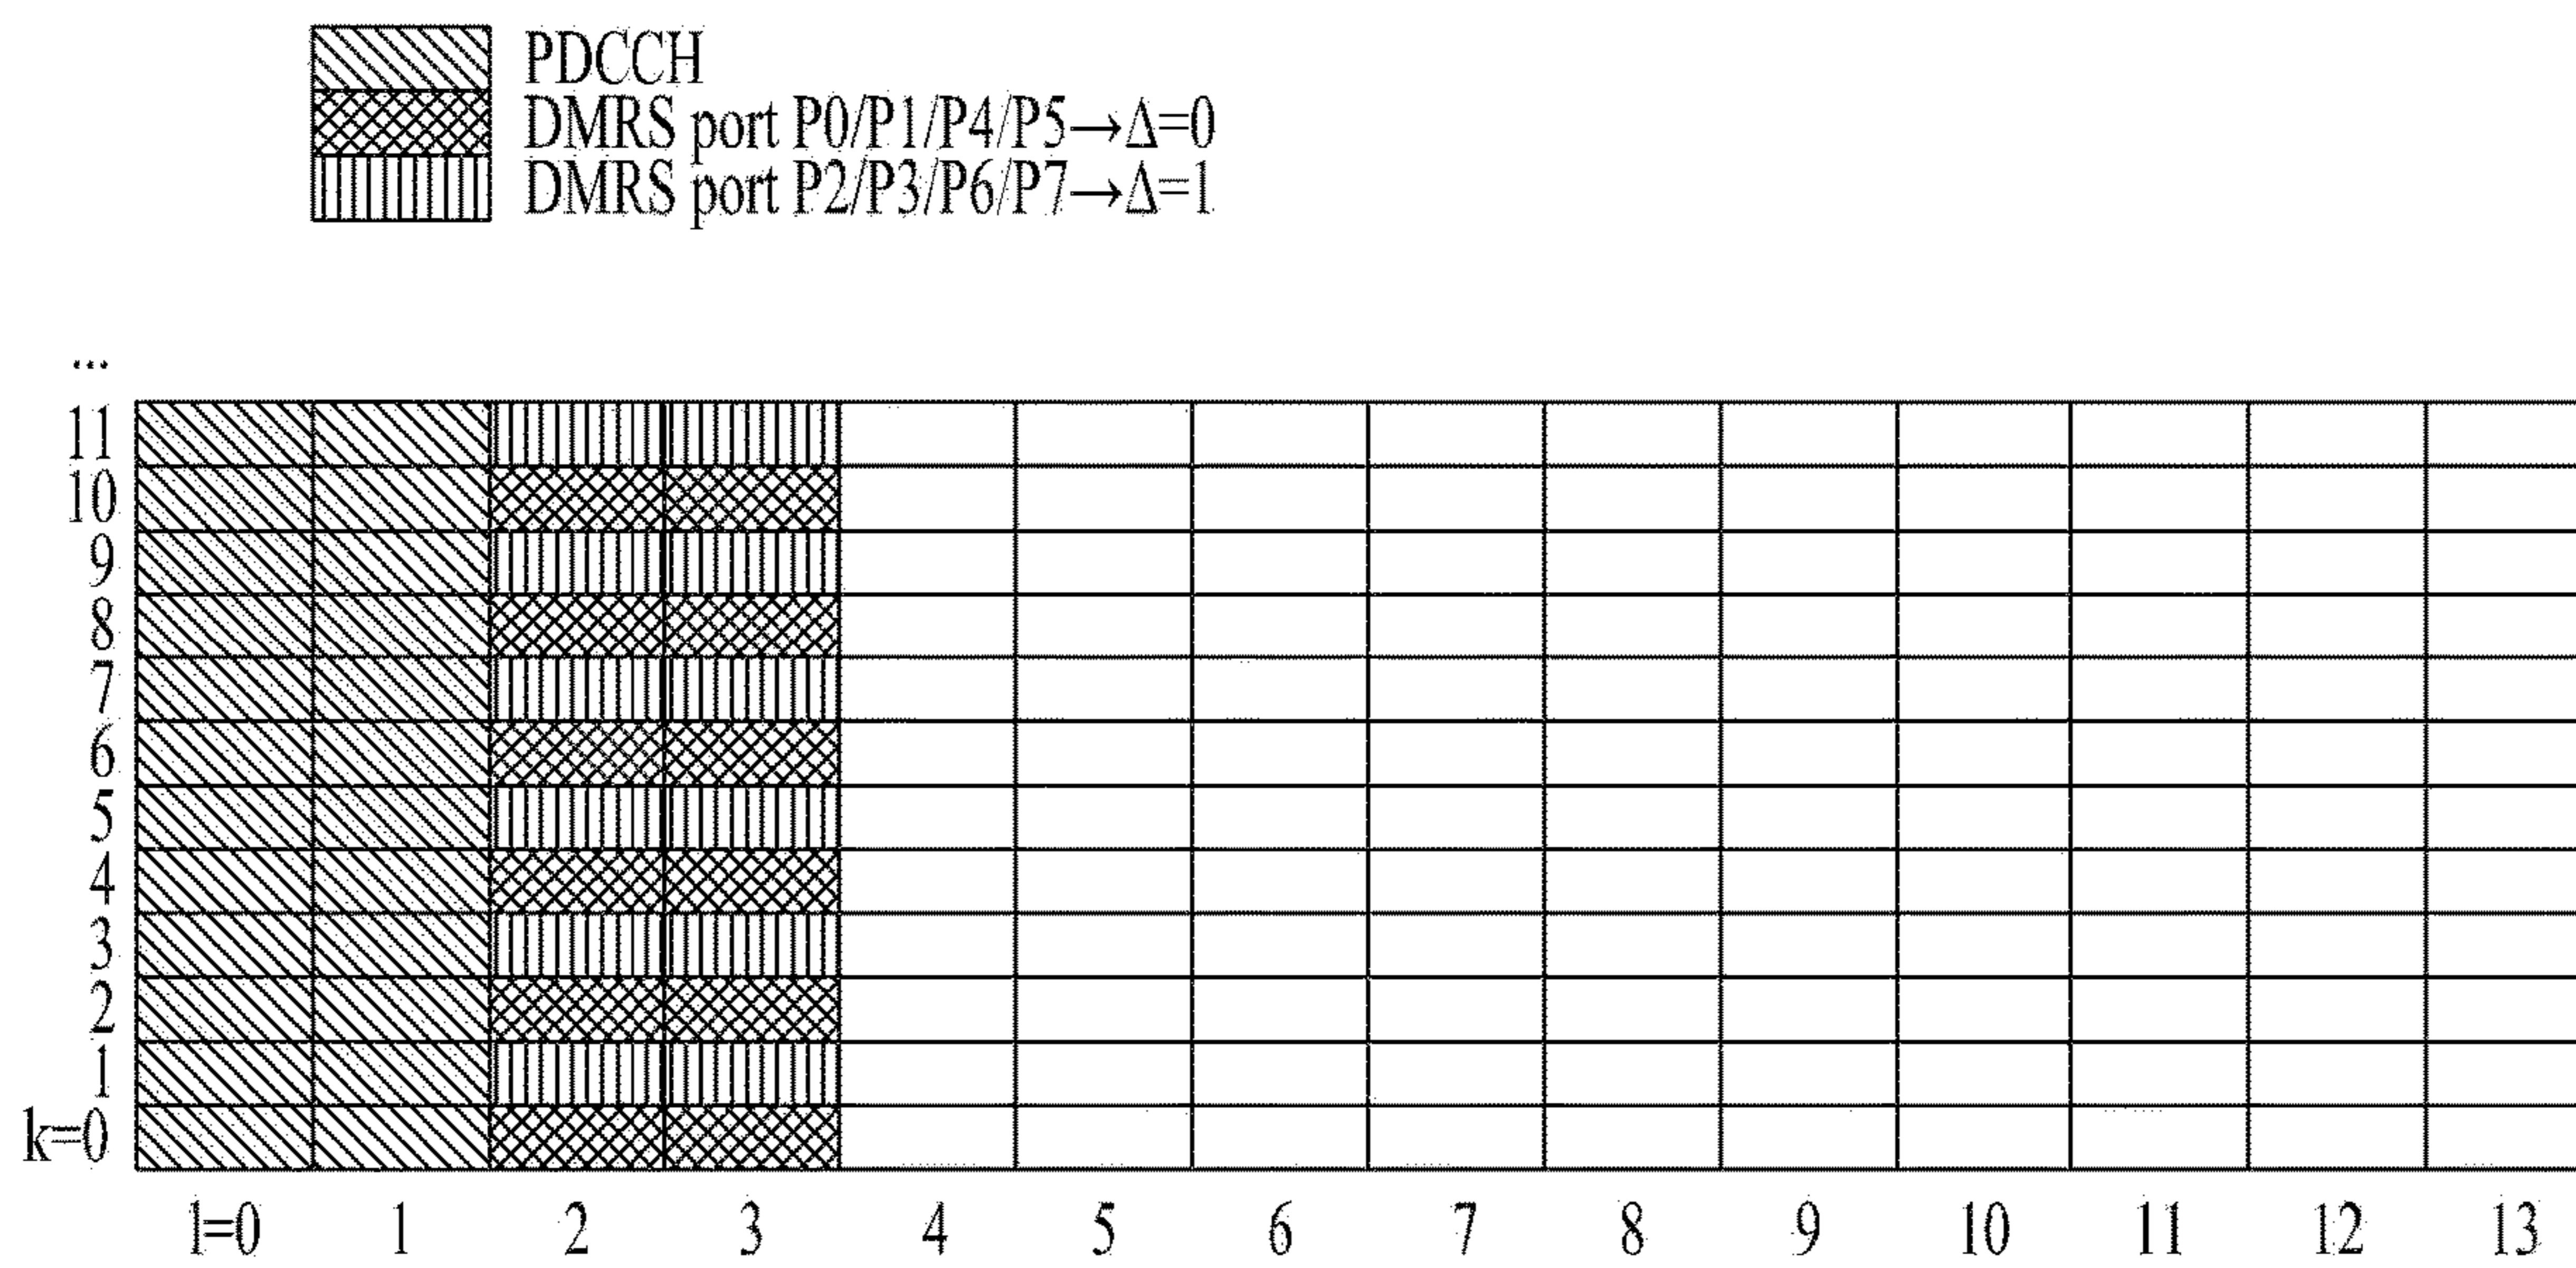 PDCCH
DMRS port P0/P1/P4/P5→Δ=0
DMRS port P2/P3/P6/P7→Δ=1
...
11
10
9
8
7
6
5
4
3
2
1
k=0
l=0 1 2 3 4 5 6 7 8 9 10 11 12 13